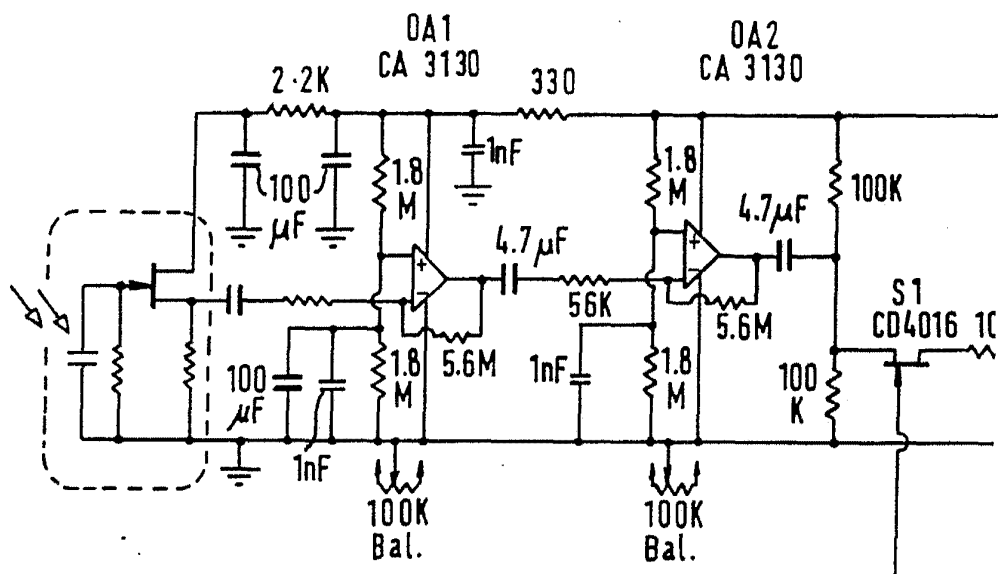 OA1
CA 3130
OA2
CA 3130
2·2K
330
100
μF
1.8
M
1nF
1.8
M
100K
4.7μF
4.7μF
+
−
+
−
56K
5.6M
5.6M
S1
CD4016
100
μF
1nF
1.8
M
1nF
1.8
M
100
K
100K
Bal.
100K
Bal.